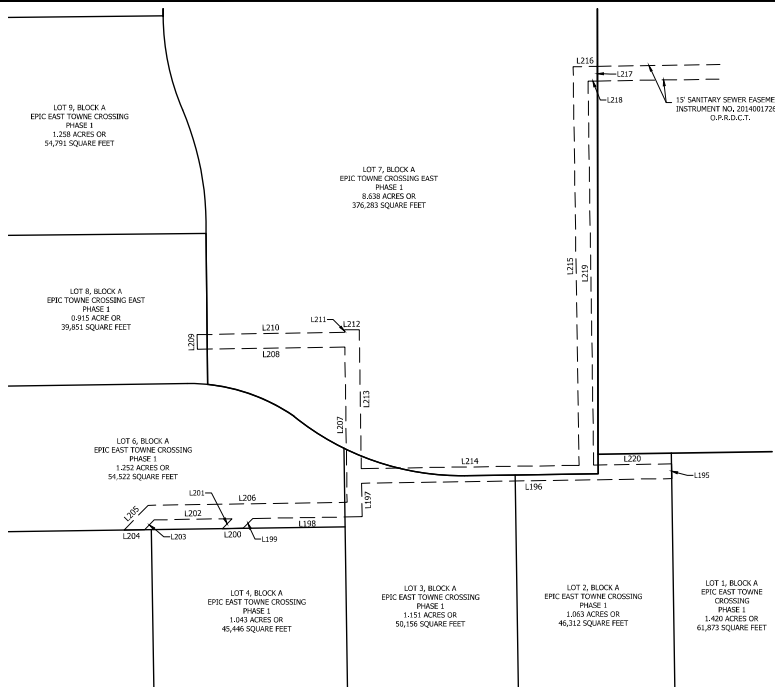 L216
L217
L218
15' SANITARY SEWER EASEME
INSTRUMENT NO. 2014001726
O.P.R.D.C.T.
LOT 9, BLOCK A
EPIC EAST TOWNE CROSSING
PHASE 1
1.258 ACRES OR
54,791 SQUARE FEET
LOT 7, BLOCK A
EPIC TOWNE CROSSING EAST
PHASE 1
8.638 ACRES OR
376,283 SQUARE FEET
L215
L219
LOT 8, BLOCK A
EPIC TOWNE CROSSING EAST
PHASE 1
0.915 ACRE OR
39,851 SQUARE FEET
L211
L212
L210
L209
L208
L213
L207
LOT 6, BLOCK A
EPIC EAST TOWNE CROSSING
PHASE 1
1.252 ACRES OR
54,522 SQUARE FEET
L214
L220
L195
L196
L197
L201
L206
L205
L202
L198
L204
L203
L200
L199
LOT 4, BLOCK A
EPIC EAST TOWNE CROSSING
PHASE 1
1.043 ACRES OR
45,446 SQUARE FEET
LOT 3, BLOCK A
EPIC EAST TOWNE CROSSING
PHASE 1
1.151 ACRES OR
50,156 SQUARE FEET
LOT 2, BLOCK A
EPIC EAST TOWNE CROSSING
PHASE 1
1.063 ACRES OR
46,312 SQUARE FEET
LOT 1, BLOCK A
EPIC EAST TOWNE
CROSSING
PHASE 1
1.420 ACRES OR
61,873 SQUARE FEET